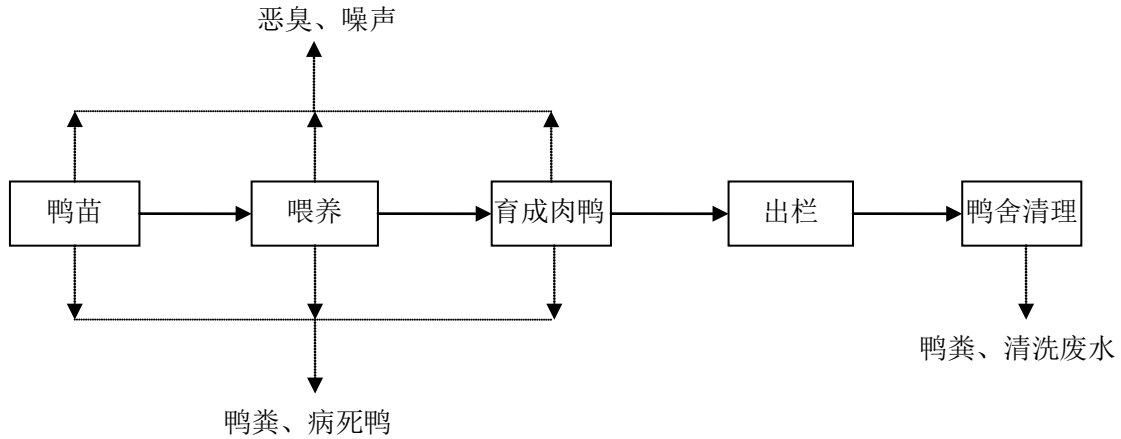 恶臭、噪声
鸭苗
喂养
育成肉鸭
出栏
鸭舍清理
鸭粪、清洗废水
鸭粪、病死鸭